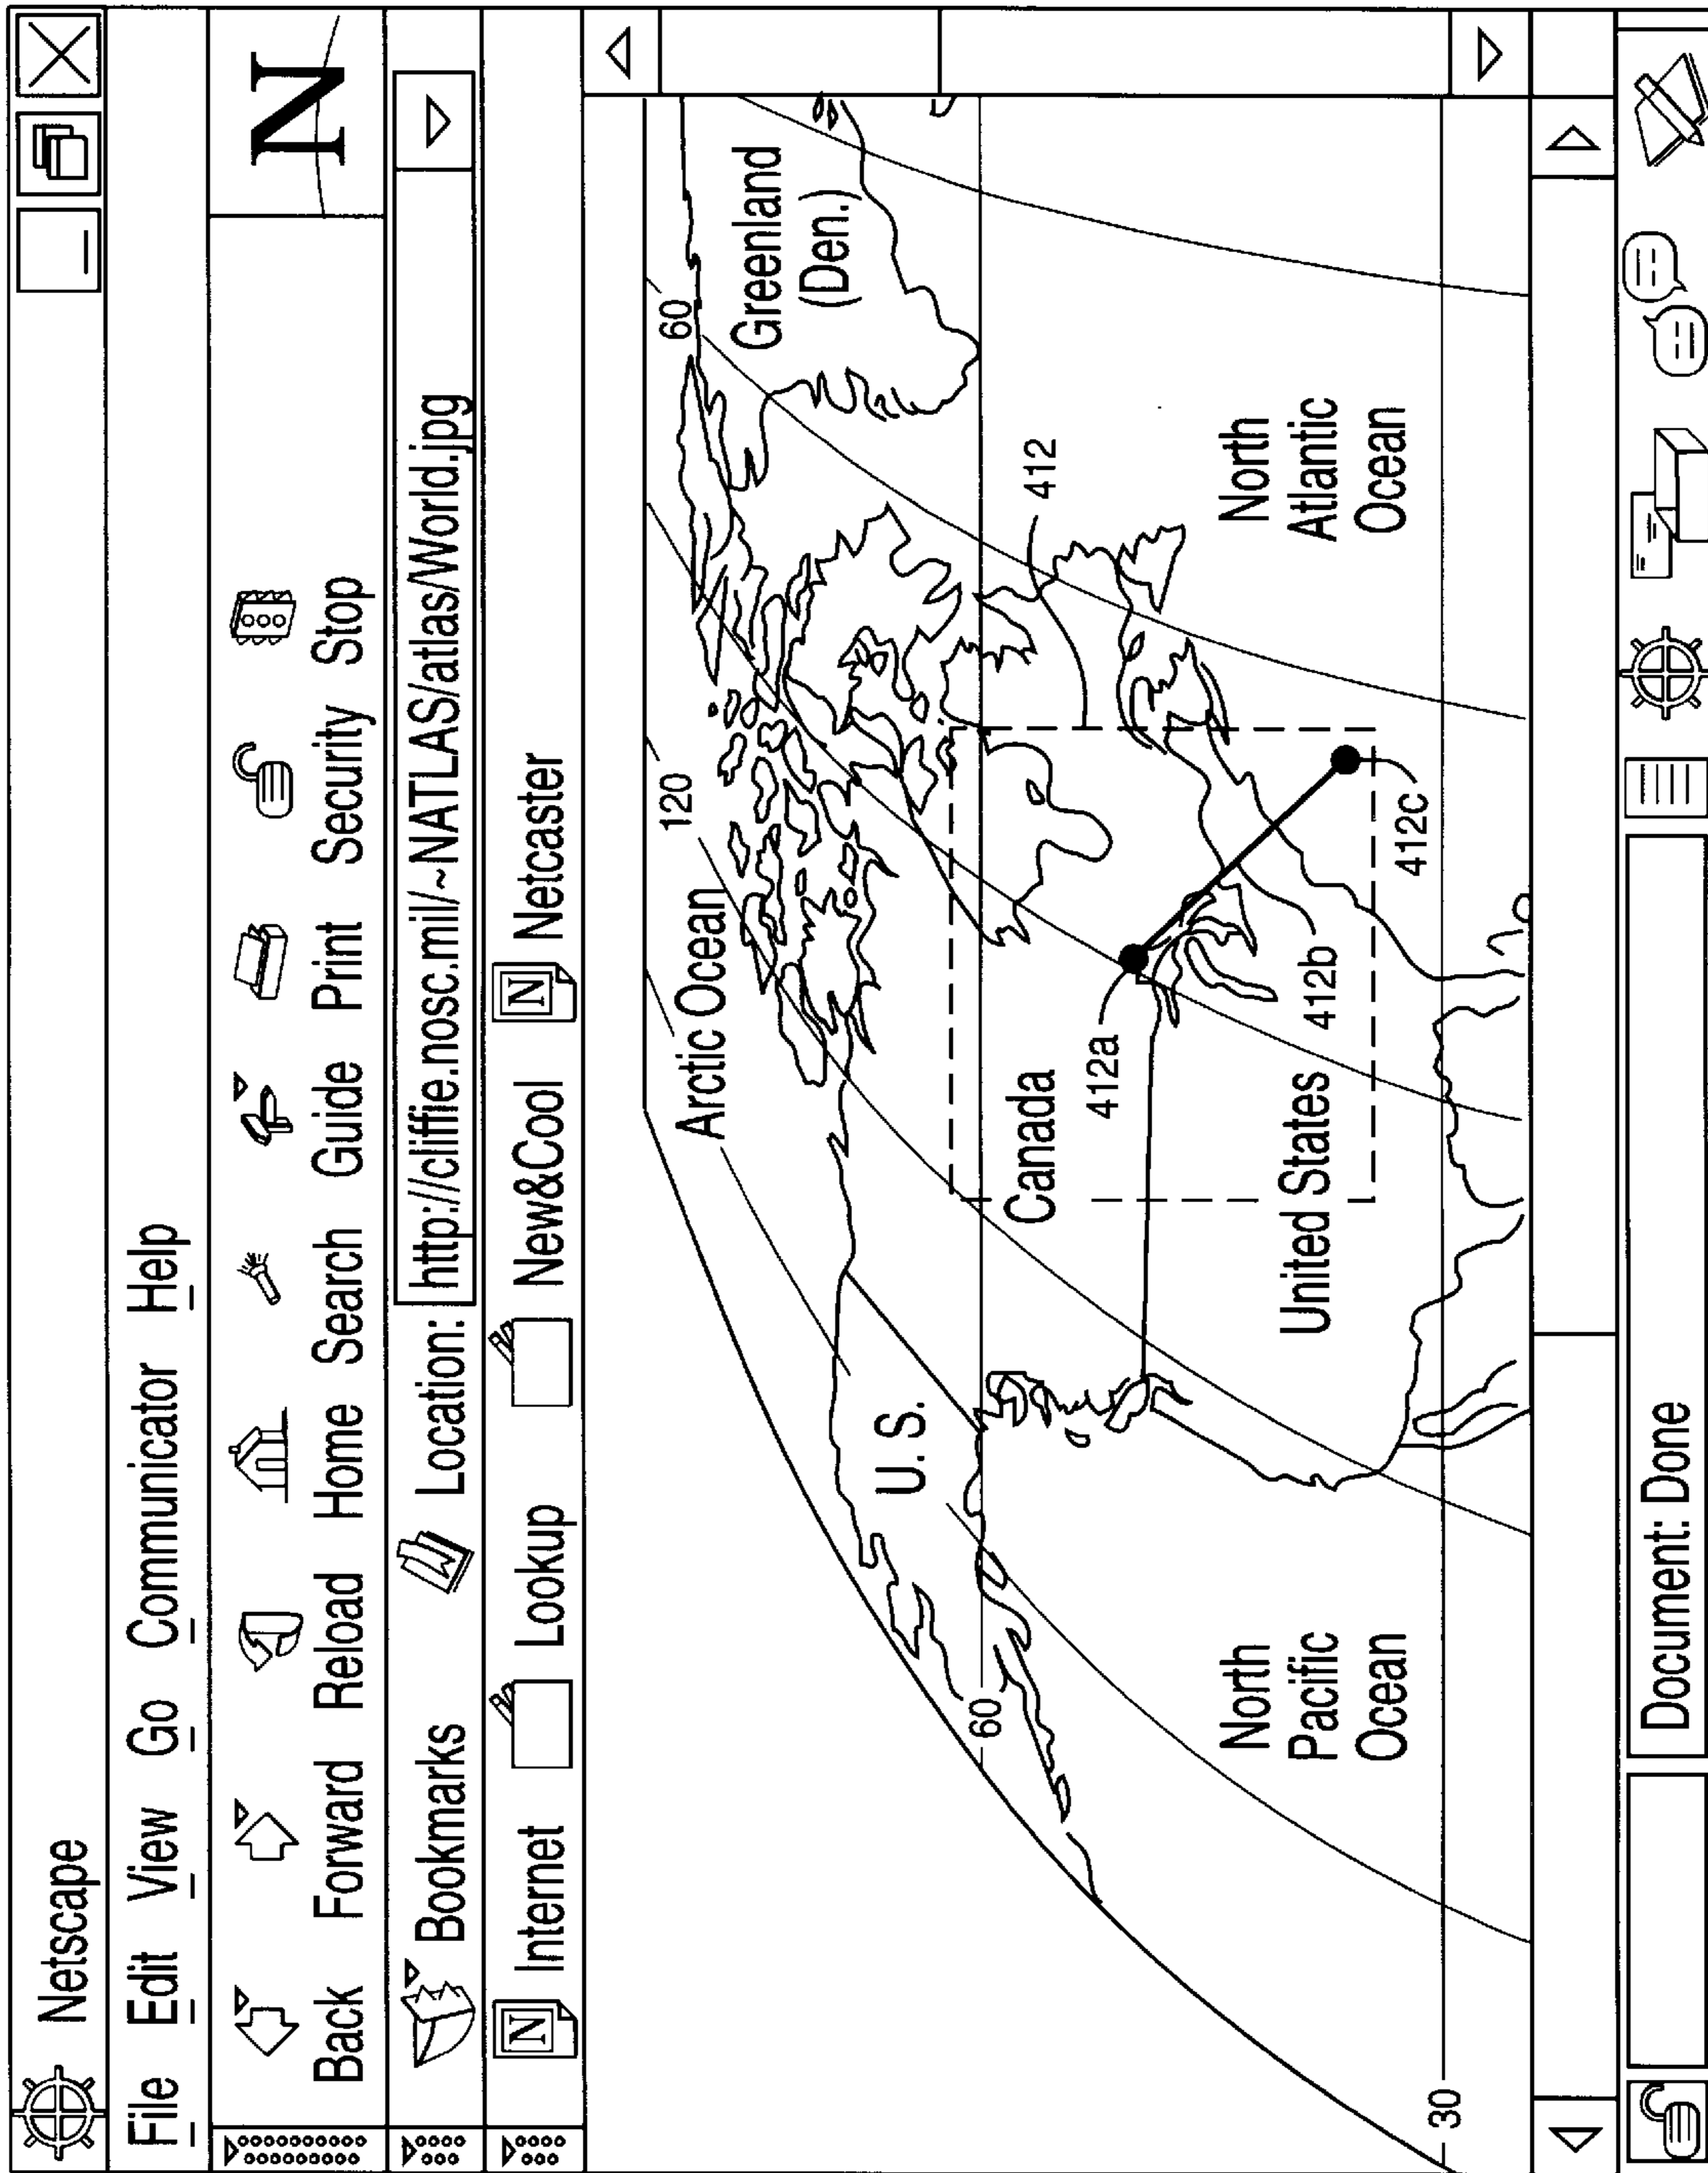 Netscape
File Edit View Go Communicator Help
Back Forward Reload Home Search Guide Print Security Stop
N
Bookmarks Location: http://cliffie.nosc.mil/~NATLAS/atlas/World.jpg
N Internet Lookup New&Cool N Netcaster
120
60
Arctic Ocean
Greenland
(Den.)
U. S.
60
412
Canada
412a
North
Pacific
Ocean
United States
412b
412c
North
Atlantic
Ocean
30
Document: Done